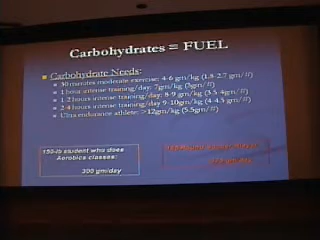 Carbohydrates = FUEL
Carbohydrate Needs:
30 minutes moderate exercise: 4-6 gm/kg (1.8-2.7 gm/#)
1 hour intense training/day: 7gm/kg (3gm/#)
1-2 hours intense training/day: 8-9 gm/kg (3.5-4gm/#)
2-4 hours intense training/day 9-10gm/kg (4-4.5 gm/#)
Ultra endurance athlete: >12gm/kg (5.5gm/#)
150-lb student who does
Aerobics classes:
300 gm/day